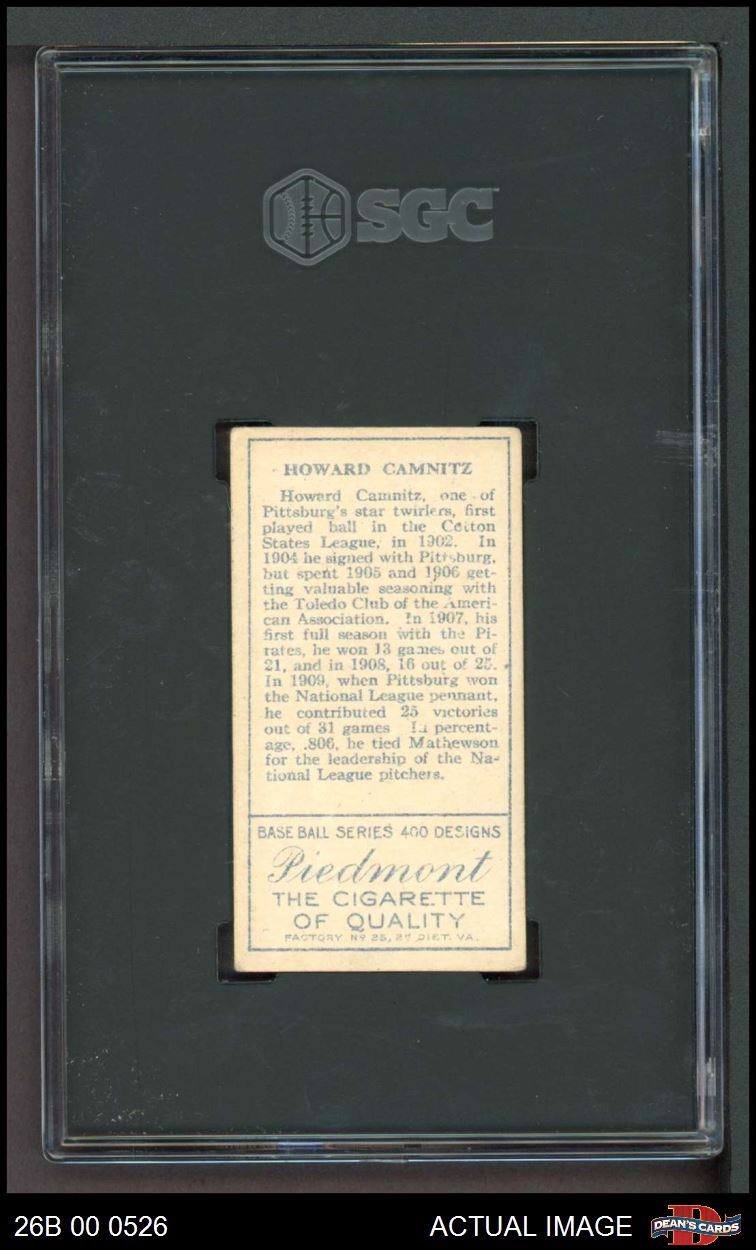 SGC
HOWARD CAMNITZ
Howard Camnitz, one of
Pittsburg's star twirlers, first
played ball in the Cotton
States League, in 1902. In
1904 he signed with Pittsburg,
but spent 1905 and 1906 get-
ting valuable seasoning with
the Toledo Club of the Ameri-
can Association. In 1907, his
first full season with the Pi-
rates, he won 13 games out of
21, and in 1908, 16 out of 25.
In 1909, when Pittsburg won
the National League pennant,
he contributed 25 victories
out of 31 games In percent-
age, .806, he tied Mathewson
for the leadership of the Na-
tional League pitchers.
BASE BALL SERIES 400 DESIGNS
Piedmont
THE CIGARETTE
OF QUALITY
FACTORY Nº 25, 2ᴰ DIST. VA.
26B 00 0526
ACTUAL IMAGE
D
DEAN'S CARDS